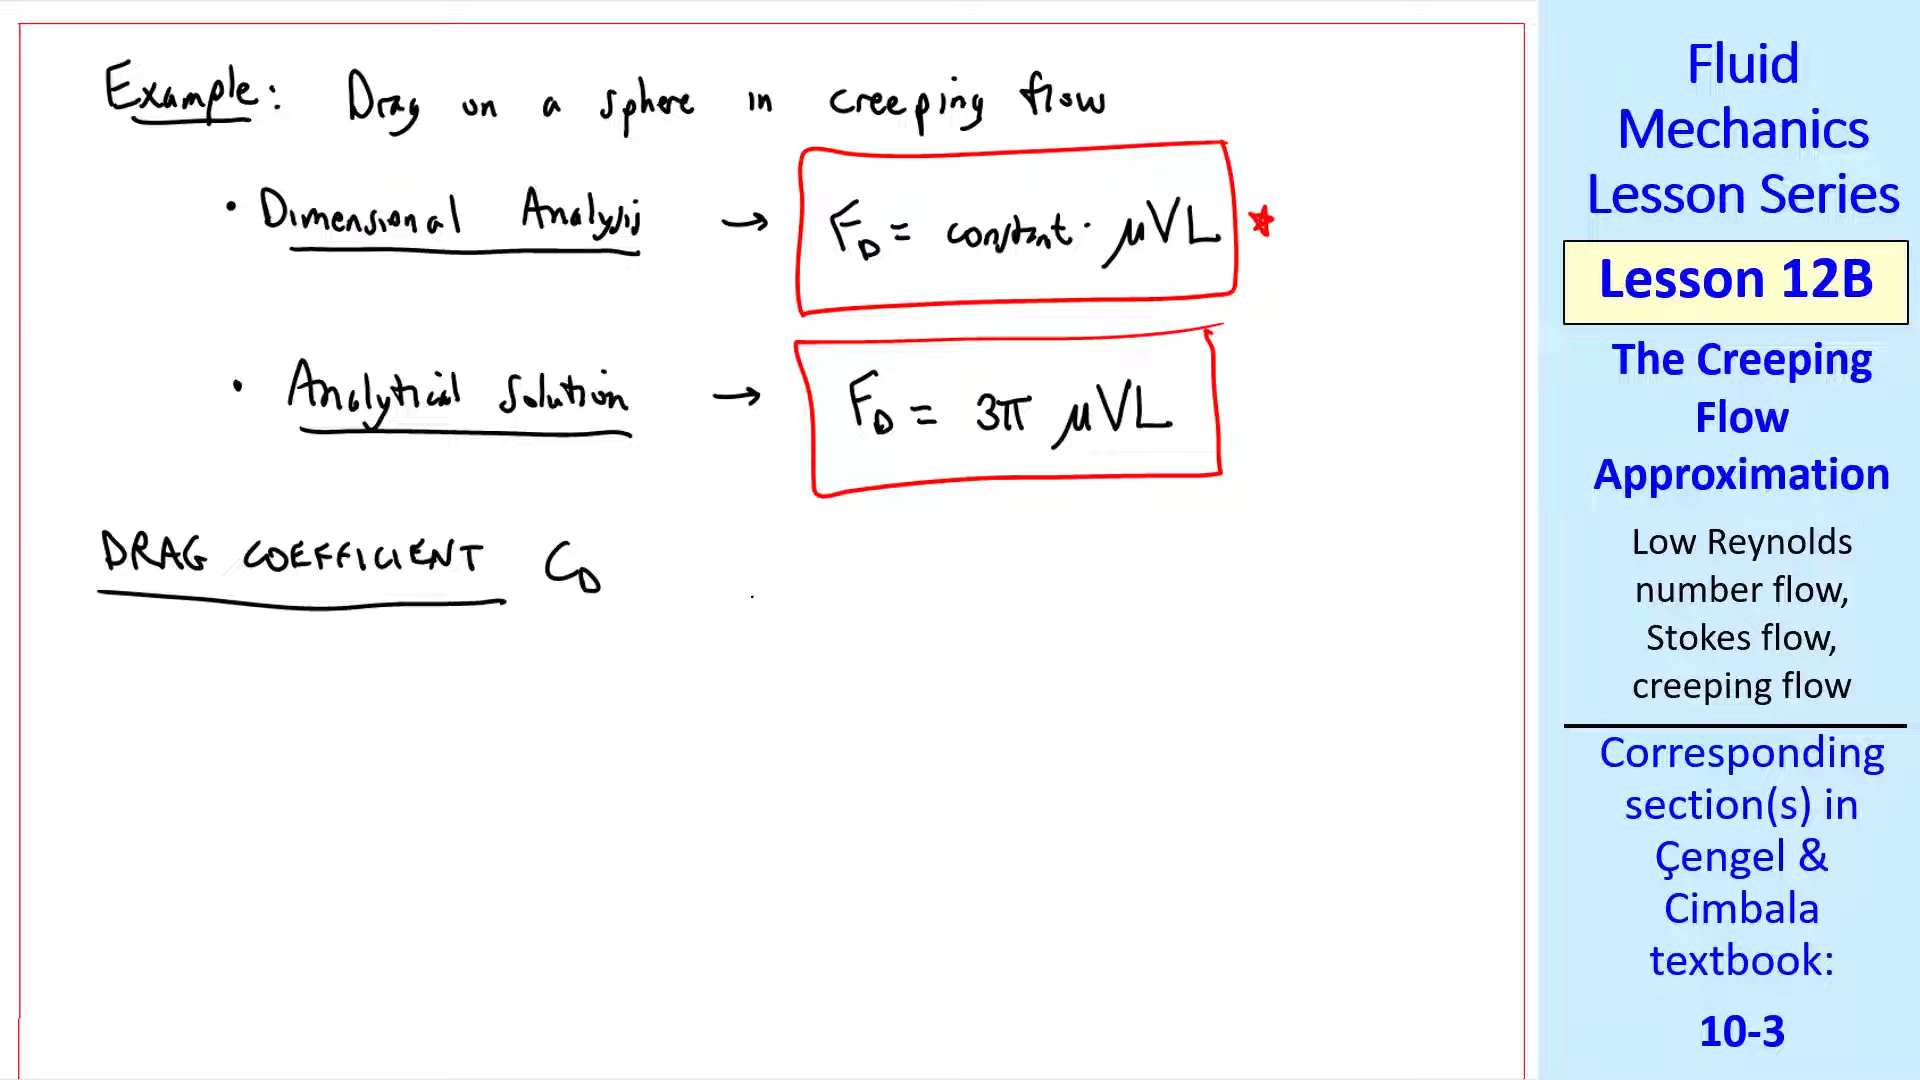 Example: Drag on a sphere in creeping flow
• Dimensional Analysis → F_D = constant · μVL ☆
• Analytical Solution → F_D = 3π μVL
DRAG COEFFICIENT C_D
Fluid
Mechanics
Lesson Series
Lesson 12B
The Creeping
Flow
Approximation
Low Reynolds
number flow,
Stokes flow,
creeping flow
Corresponding
section(s) in
Çengel &
Cimbala
textbook:
10-3